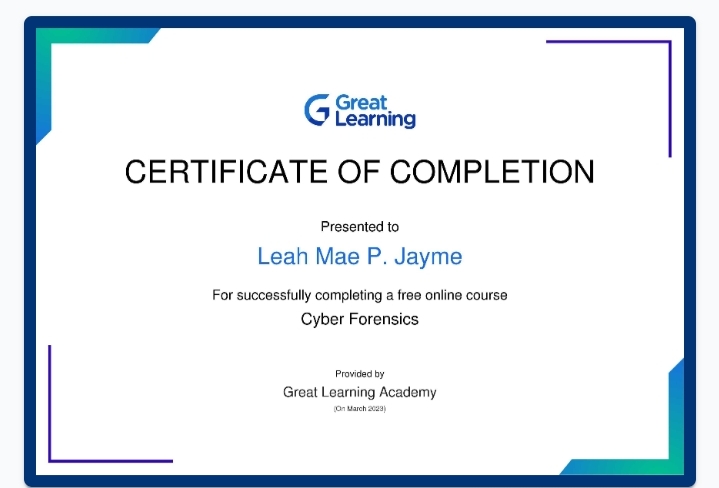 Great
Learning
CERTIFICATE OF COMPLETION
Presented to
Leah Mae P. Jayme
For successfully completing a free online course
Cyber Forensics
Provided by
Great Learning Academy
(On March 2023)